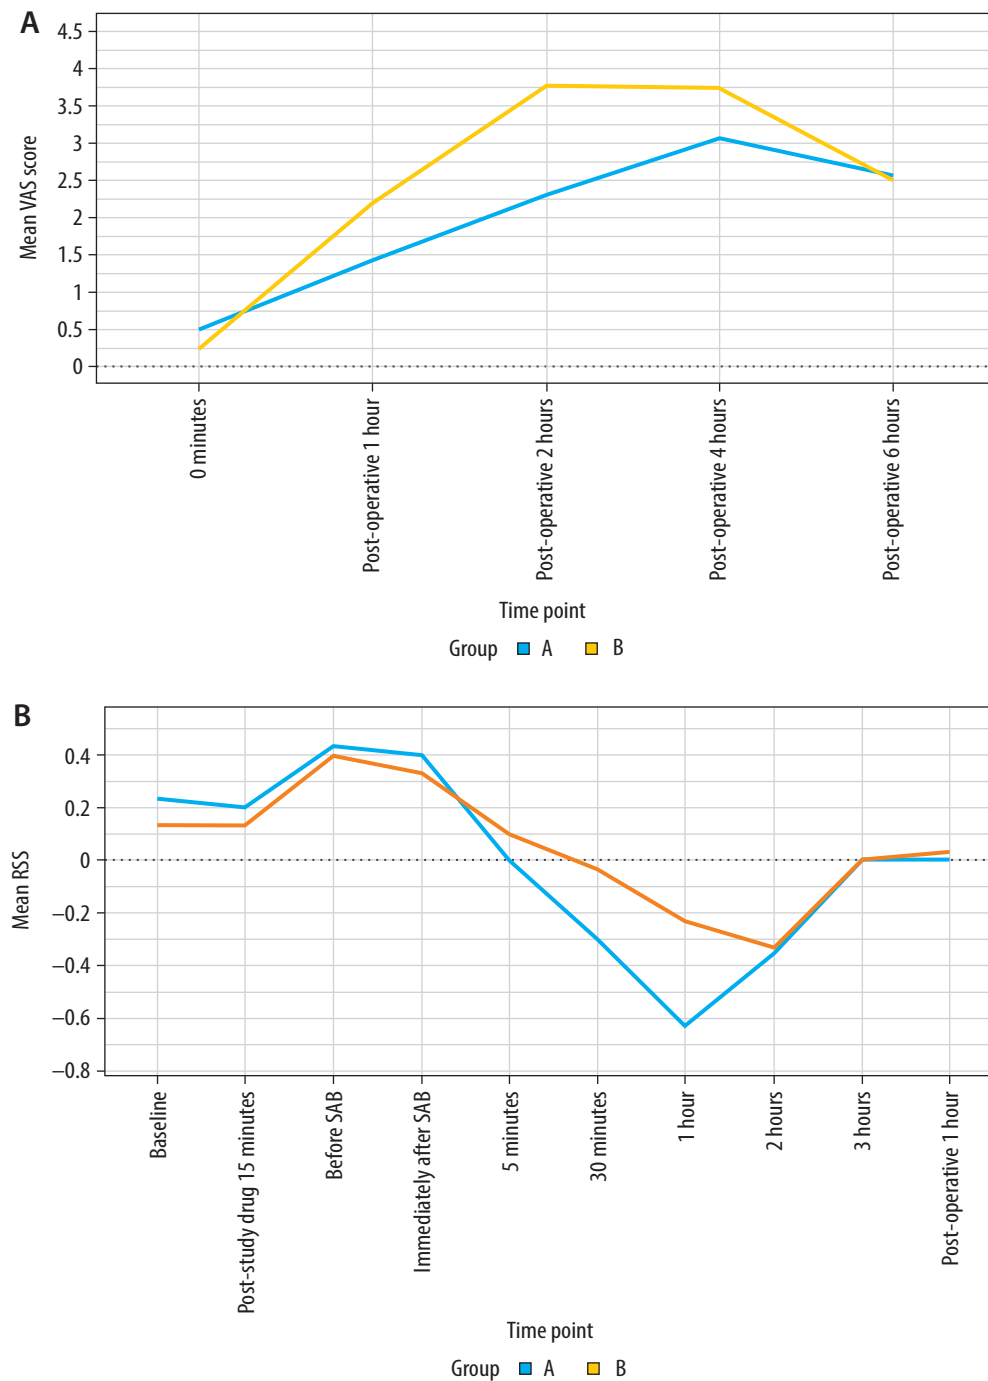 A
4.5
4
3.5
3
2.5
2
1.5
1
0.5
0
Mean VAS score
0 minutes
Post-operative 1 hour
Post-operative 2 hours
Post-operative 4 hours
Post-operative 6 hours
Time point
Group A B
B
0.4
0.2
0
−0.2
−0.4
−0.6
−0.8
Mean RSS
Baseline
Post-study drug 15 minutes
Before SAB
Immediately after SAB
5 minutes
30 minutes
1 hour
2 hours
3 hours
Post-operative 1 hour
Time point
Group A B